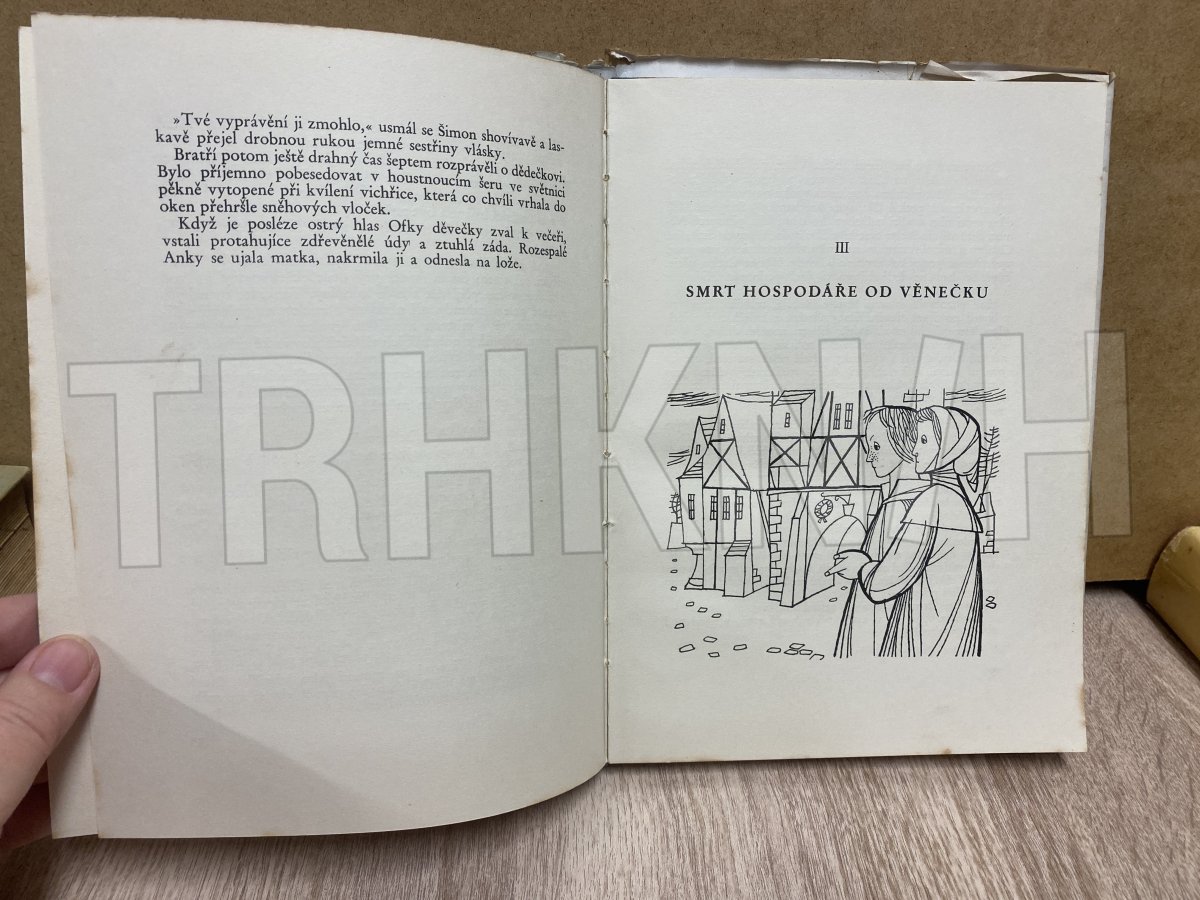 »Tvé vyprávění ji zmohlo,« usmál se Šimon shovívavě a las-
kavě přejel drobnou rukou jemné sestřiny vlásky.
Bratří potom ještě drahný čas šeptem rozprávěli o dědečkovi.
Bylo příjemno pobesedovat v houstnoucím šeru ve světnici
pěkně vytopené při kvílení vichřice, která co chvíli vrhala do
oken přehršle sněhových vloček.
Když je posléze ostrý hlas Ofky děvečky zval k večeři,
vstali protahujíce zdřevěnělé údy a ztuhlá záda. Rozespalé
Anky se ujala matka, nakrmila ji a odnesla na lože.
III
SMRT HOSPODÁŘE OD VĚNEČKU
TRHKNIH